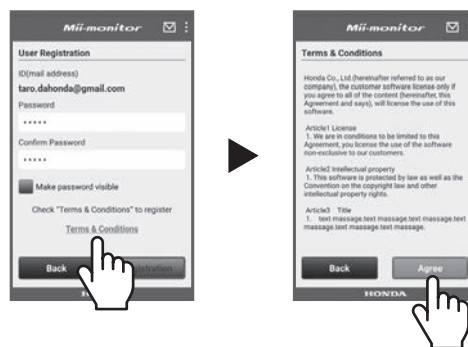 Mii-monitor
User Registration
ID(mail address)
taro.dahonda@gmail.com
Password
•••••
Confirm Password
•••••
Make password visible
Check "Terms & Conditions" to register
Terms & Conditions
Back
Mii-monitor
Terms & Conditions
Honda Co., Ltd.(hereinafter referred to as our
company), the customer software license only if
you agree to all of the content (hereinafter, this
Agreement and says), will license the use of this
software.
Article1 License
1. We are in conditions to be limited to this
Agreement, you license the use of the software
non-exclusive to our customers.
Article2 Intellectual property
1. This software is protected by law as well as the
Convention on the copyright law and other
intellectual property rights.
Article3 Title
1. text massage.text massage.text massage.text
massage.text massage.text massage.
Back
Agree
HONDA